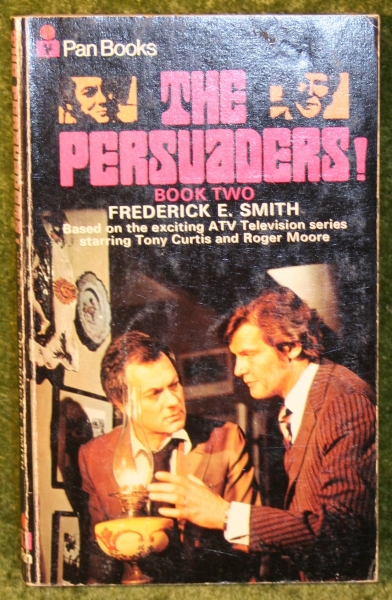 Pan Books
THE
PERSUADERS!
BOOK TWO
FREDERICK E. SMITH
Based on the exciting ATV Television series
starring Tony Curtis and Roger Moore